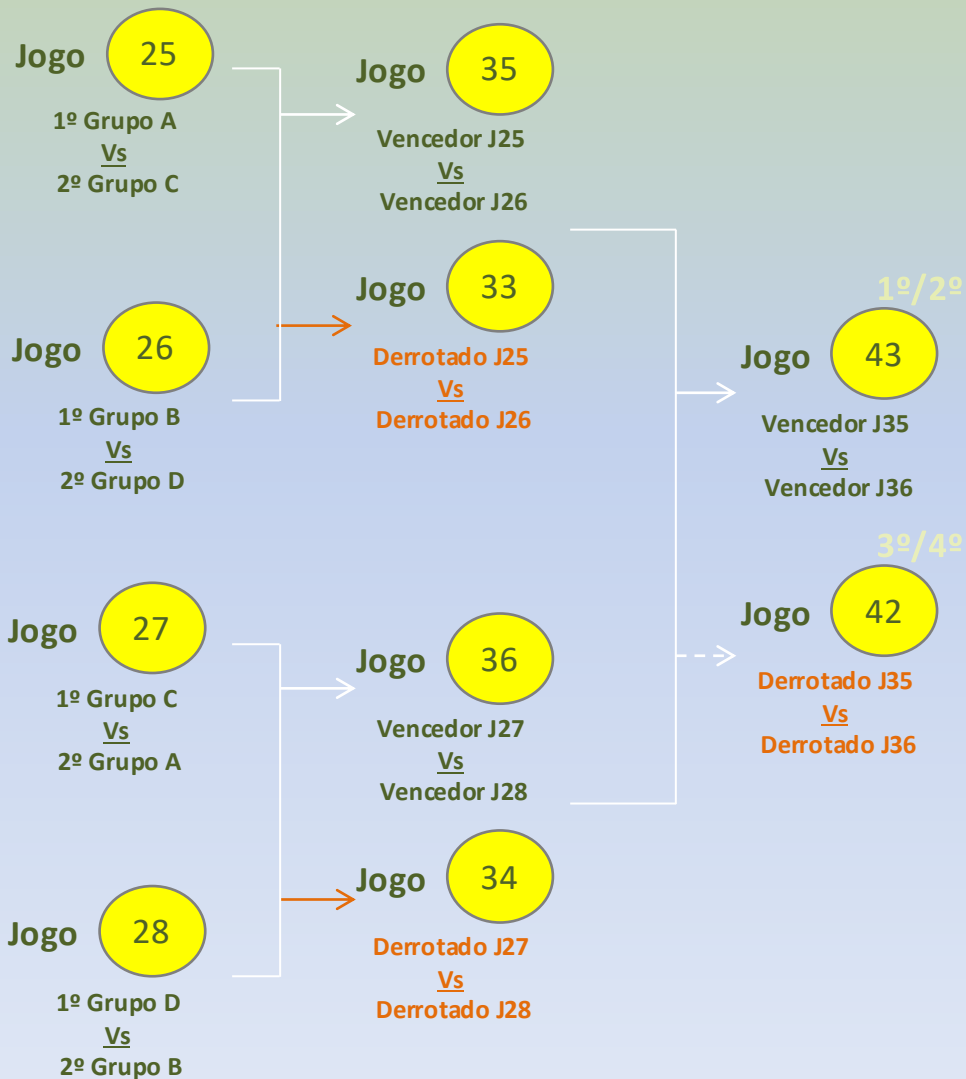 Jogo 25
1º Grupo A
Vs
2º Grupo C
Jogo 26
1º Grupo B
Vs
2º Grupo D
Jogo 27
1º Grupo C
Vs
2º Grupo A
Jogo 28
1º Grupo D
Vs
2º Grupo B
Jogo 35
Vencedor J25
Vs
Vencedor J26
Jogo 33
Derrotado J25
Vs
Derrotado J26
Jogo 36
Vencedor J27
Vs
Vencedor J28
Jogo 34
Derrotado J27
Vs
Derrotado J28
1º/2º
Jogo 43
Vencedor J35
Vs
Vencedor J36
3º/4º
Jogo 42
Derrotado J35
Vs
Derrotado J36